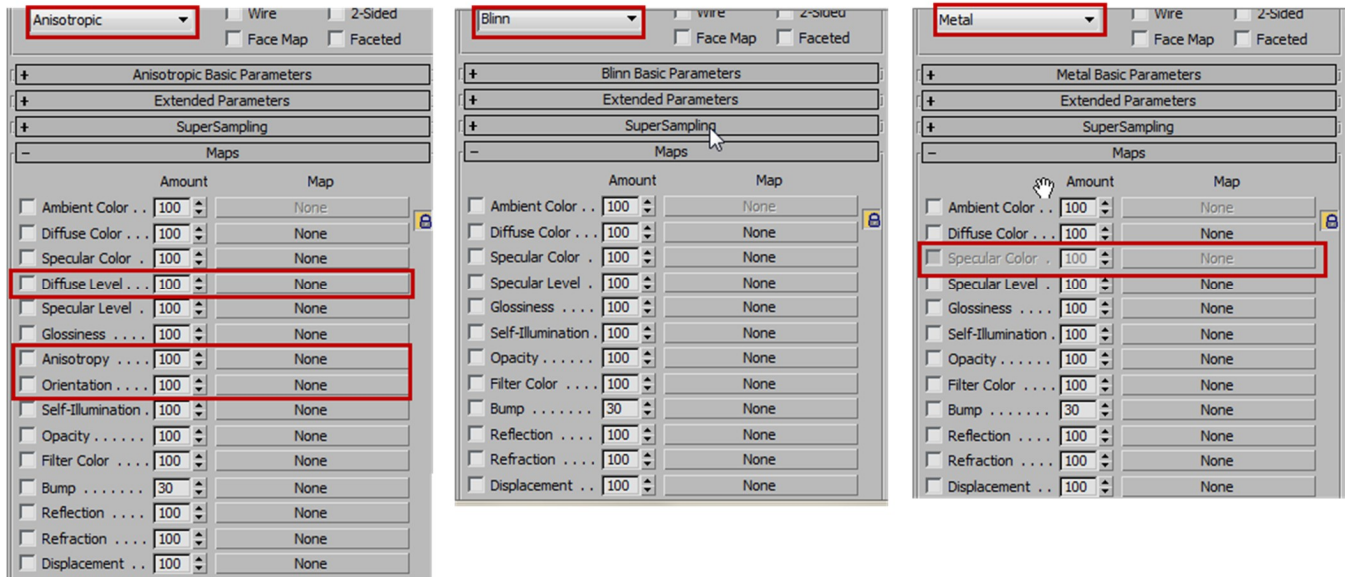 Anisotropic
Wire
2-Sided
Face Map
Faceted
+ Anisotropic Basic Parameters
+ Extended Parameters
+ SuperSampling
- Maps
Amount Map
Ambient Color . . 100 None
Diffuse Color . . . 100 None
Specular Color . 100 None
Diffuse Level . . . 100 None
Specular Level . 100 None
Glossiness . . . . 100 None
Anisotropy . . . . 100 None
Orientation . . . . 100 None
Self-Illumination . 100 None
Opacity . . . . . . 100 None
Filter Color . . . . 100 None
Bump . . . . . . . 30 None
Reflection . . . . 100 None
Refraction . . . . 100 None
Displacement . . 100 None
Blinn
Wire
2-Sided
Face Map
Faceted
+ Blinn Basic Parameters
+ Extended Parameters
+ SuperSampling
- Maps
Amount Map
Ambient Color . . 100 None
Diffuse Color . . . 100 None
Specular Color . 100 None
Specular Level . 100 None
Glossiness . . . . 100 None
Self-Illumination . 100 None
Opacity . . . . . . 100 None
Filter Color . . . . 100 None
Bump . . . . . . . 30 None
Reflection . . . . 100 None
Refraction . . . . 100 None
Displacement . . 100 None
Metal
Wire
2-Sided
Face Map
Faceted
+ Metal Basic Parameters
+ Extended Parameters
+ SuperSampling
- Maps
Amount Map
Ambient Color . . 100 None
Diffuse Color . . . 100 None
Specular Color . 100 None
Specular Level . 100 None
Glossiness . . . . 100 None
Self-Illumination . 100 None
Opacity . . . . . . 100 None
Filter Color . . . . 100 None
Bump . . . . . . . 30 None
Reflection . . . . 100 None
Refraction . . . . 100 None
Displacement . . 100 None